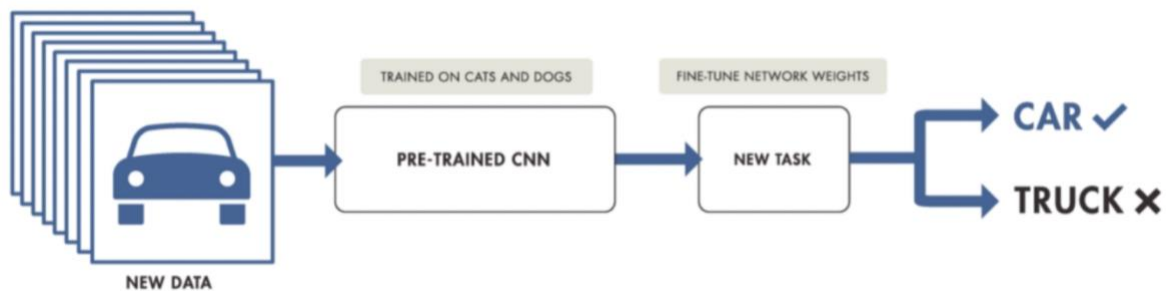 TRAINED ON CATS AND DOGS
FINE-TUNE NETWORK WEIGHTS
CAR
PRE-TRAINED CNN
NEW TASK
TRUCK
NEW DATA